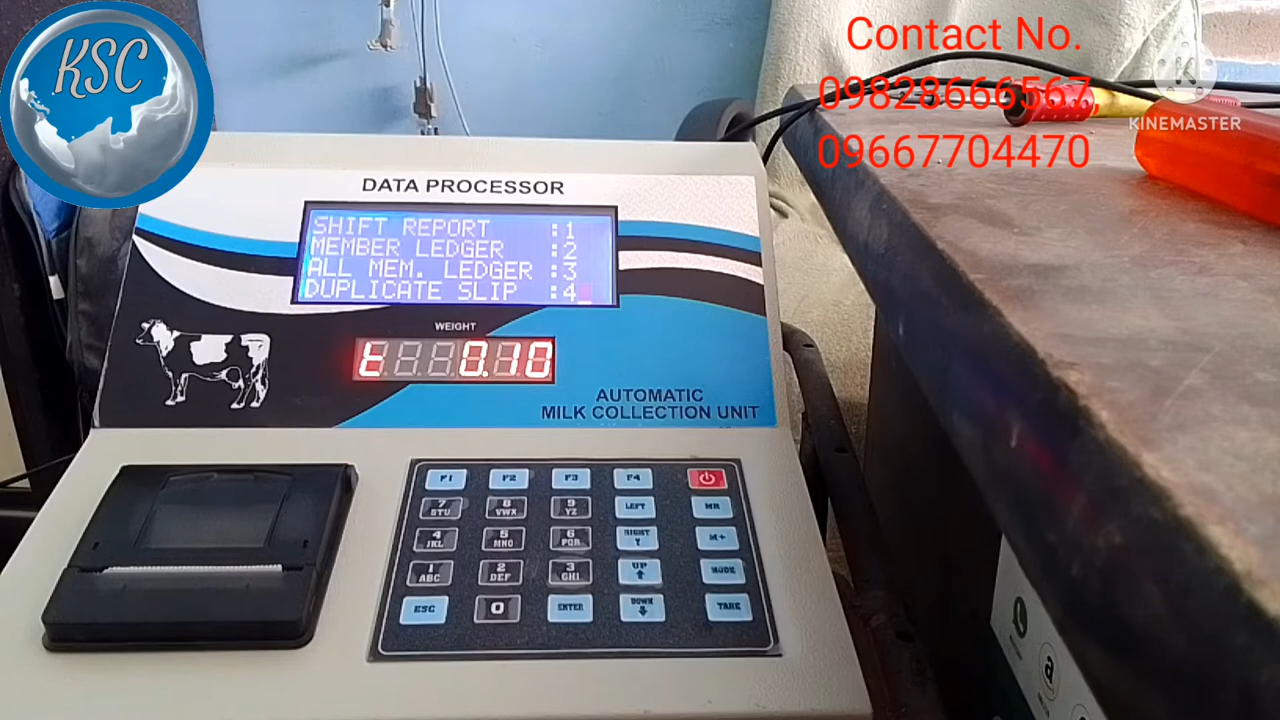 KSC
Contact No.
09828666567,
09667704470
KINEMASTER
DATA PROCESSOR
SHIFT REPORT :1
MEMBER LEDGER :2
ALL MEM. LEDGER :3
DUPLICATE SLIP :4
WEIGHT
t 0.10
AUTOMATIC
MILK COLLECTION UNIT
F1 F2 F3 F4
7 STU 8 VWX 9 YZ LEFT MR
4 JKL 5 MNO 6 PQR RIGHT M+
1 ABC 2 DEF 3 GHI UP MODE
ESC 0 ENTER DOWN TARE
a